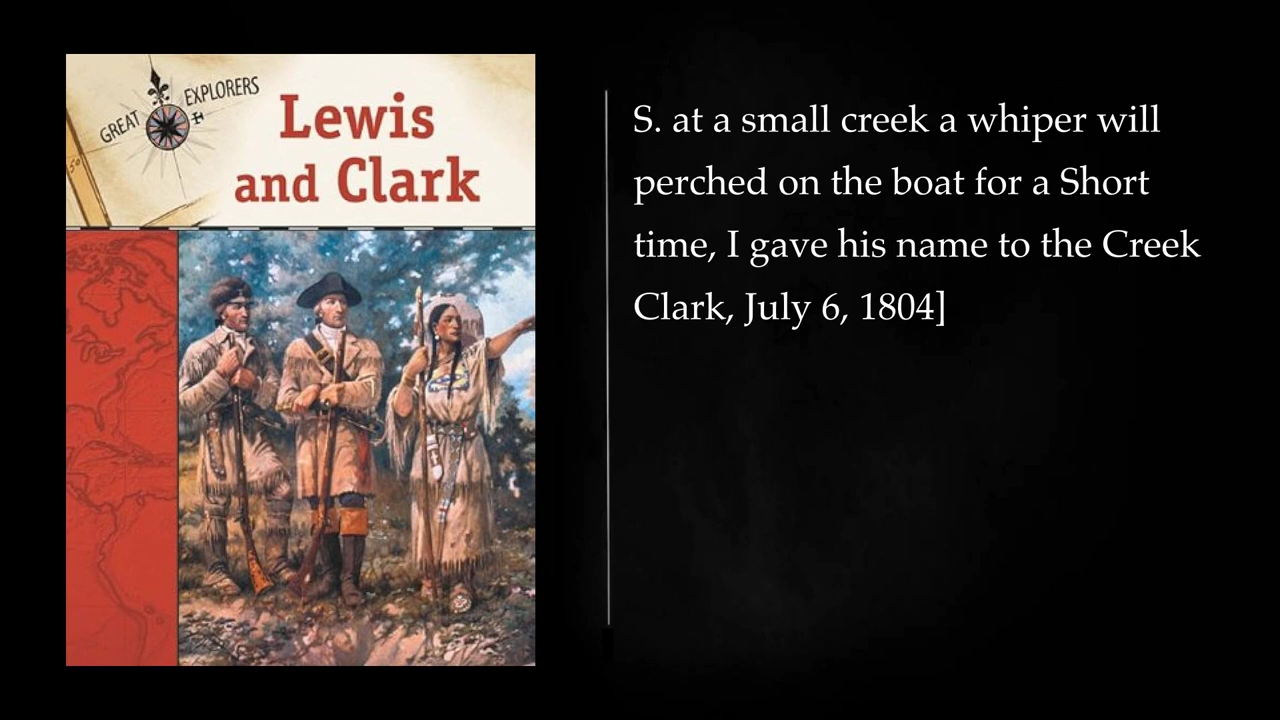 GREAT EXPLORERS
Lewis
and Clark
50
S. at a small creek a whiper will
perched on the boat for a Short
time, I gave his name to the Creek
Clark, July 6, 1804]